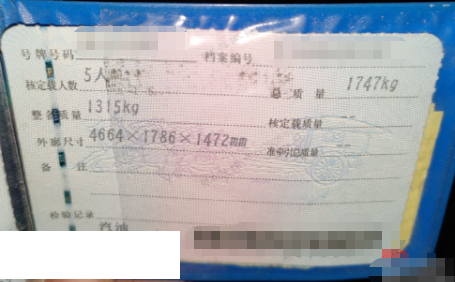 号牌号码 档案编号
核定载人数 5人 总质量 1747kg
整备质量 1315kg 核定载质量 --
外廓尺寸 4664×1786×1472mm 准牵引总质量 --
备注
检验记录
汽油